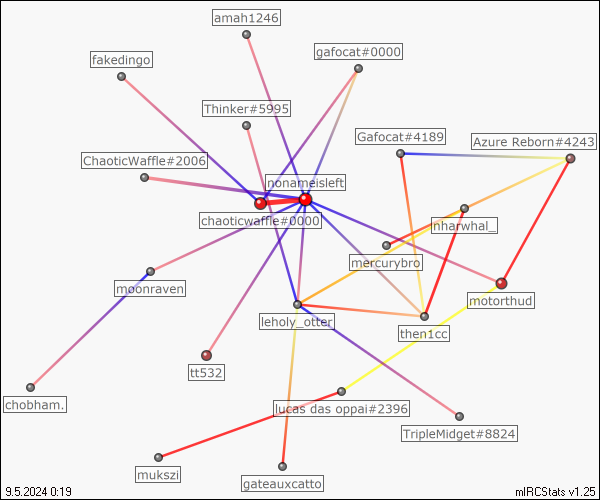 amah1246
gafocat#0000
fakedingo
Thinker#5995
Gafocat#4189
Azure Reborn#4243
ChaoticWaffle#2006
nonameisleft
chaoticwaffle#0000
nharwhal_
mercurybro
moonraven
motorthud
leholy_otter
then1cc
tt532
chobham.
lucas das oppai#2396
TripleMidget#8824
mukszi
gateauxcatto
9.5.2024 0:19
mIRCStats v1.25